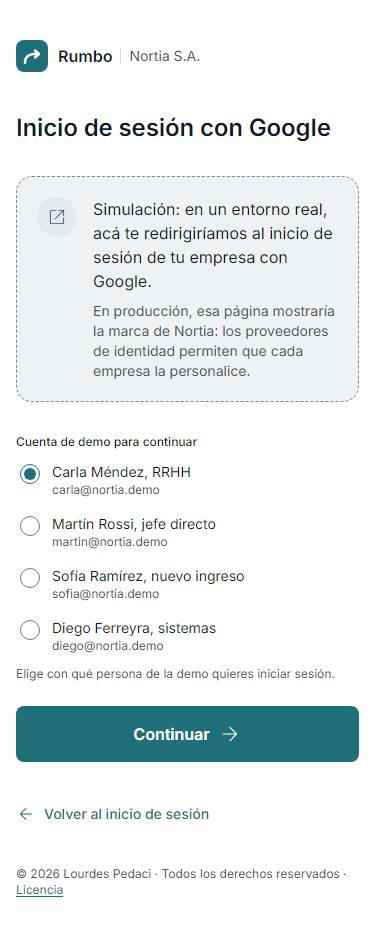 Rumbo | Nortia S.A.
Inicio de sesión con Google
Simulación: en un entorno real,
acá te redirigiríamos al inicio de
sesión de tu empresa con
Google.
En producción, esa página mostraría
la marca de Nortia: los proveedores
de identidad permiten que cada
empresa la personalice.
Cuenta de demo para continuar
Carla Méndez, RRHH
carla@nortia.demo
Martín Rossi, jefe directo
martin@nortia.demo
Sofía Ramírez, nuevo ingreso
sofia@nortia.demo
Diego Ferreyra, sistemas
diego@nortia.demo
Elige con qué persona de la demo quieres iniciar sesión.
Continuar
Volver al inicio de sesión
© 2026 Lourdes Pedaci · Todos los derechos reservados ·
Licencia